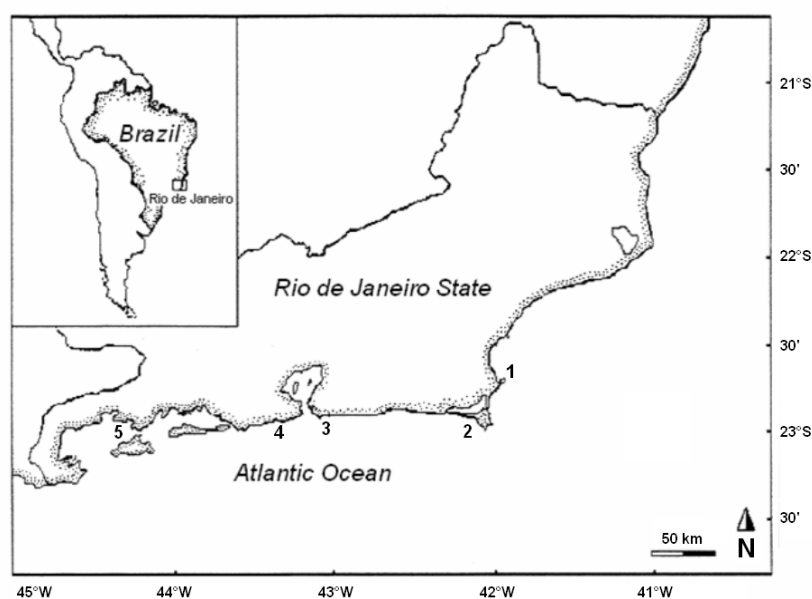 Brazil
Rio de Janeiro
21°S
30'
22°S
Rio de Janeiro State
30'
1
5
4
3
2
23°S
Atlantic Ocean
30'
50 km
N
45°W
44°W
43°W
42°W
41°W